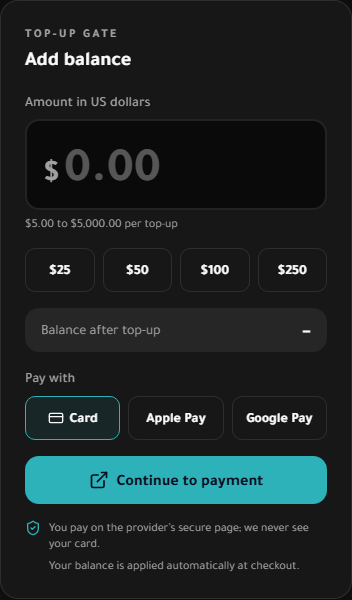 TOP-UP GATE
Add balance
Amount in US dollars
$ 0.00
$5.00 to $5,000.00 per top-up
$25 $50 $100 $250
Balance after top-up –
Pay with
Card Apple Pay Google Pay
Continue to payment
You pay on the provider's secure page; we never see
your card.
Your balance is applied automatically at checkout.